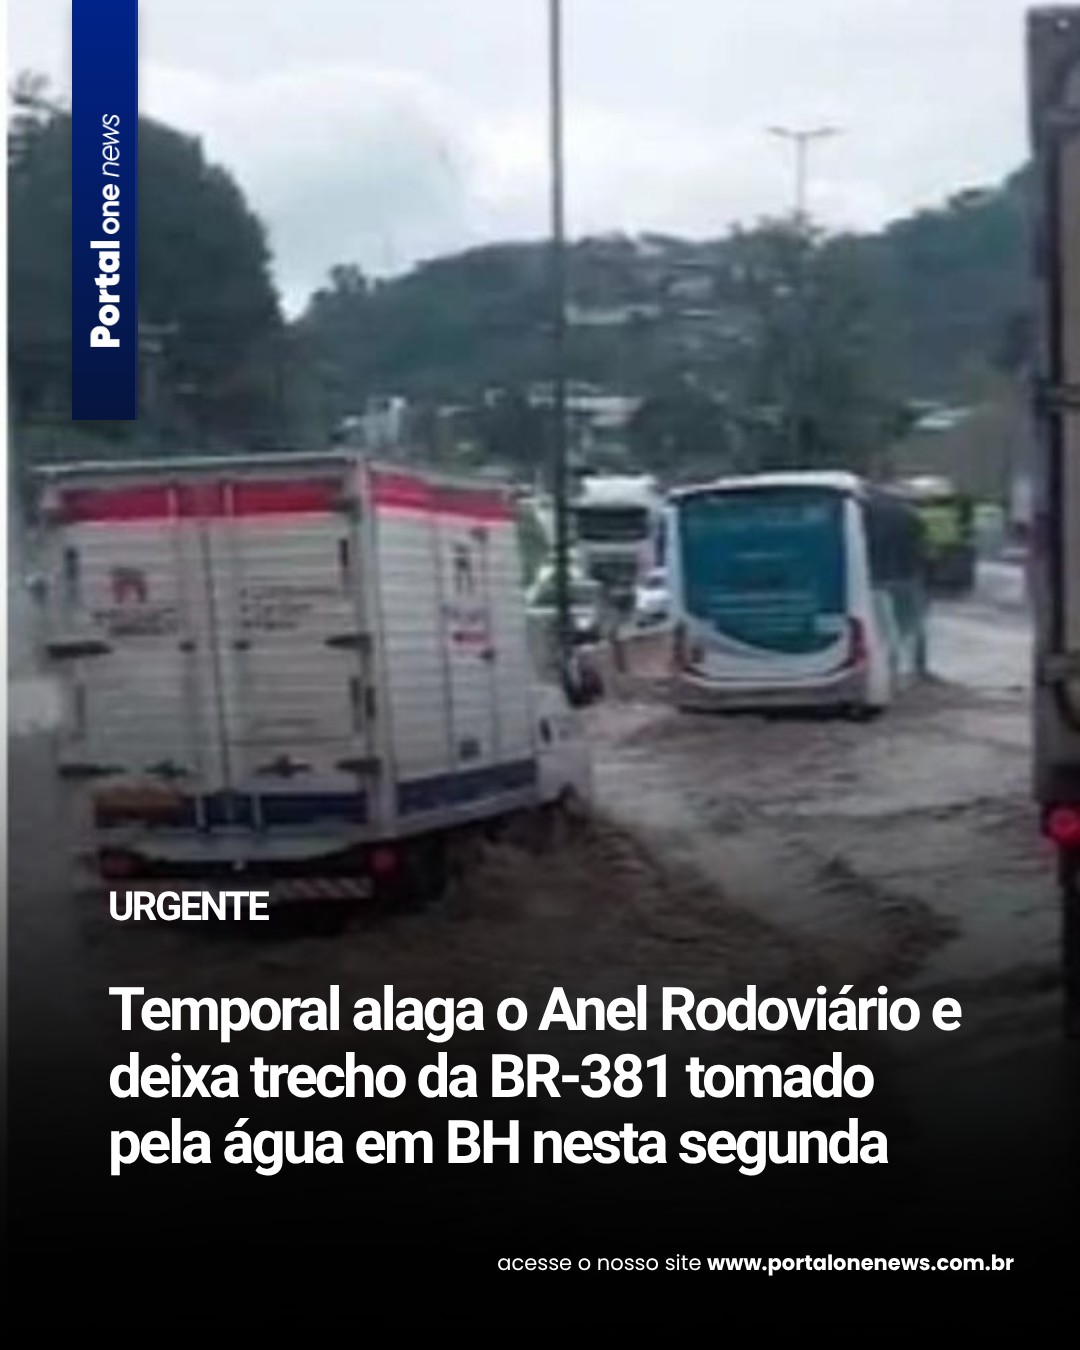 Portal one news
URGENTE
Temporal alaga o Anel Rodoviário e
deixa trecho da BR-381 tomado
pela água em BH nesta segunda
acesse o nosso site www.portalonenews.com.br